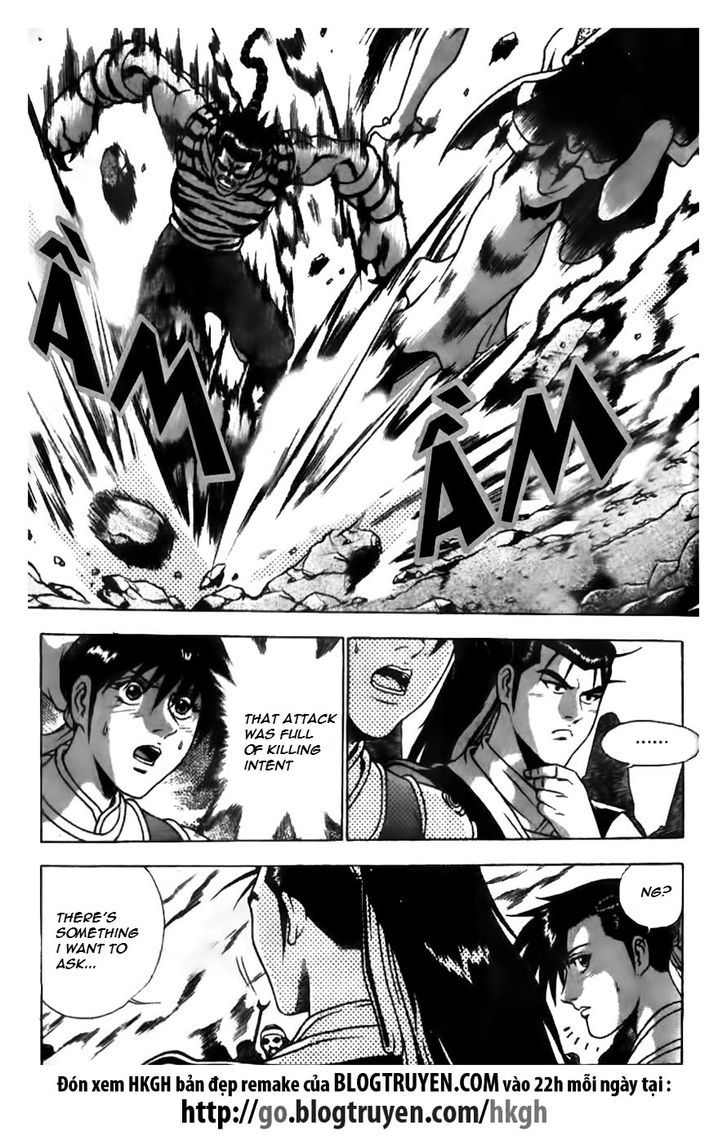 ẦM
ẦM
THAT ATTACK
WAS FULL
OF KILLING
INTENT
......
THERE'S
SOMETHING
I WANT TO
ASK...
NG?
Đón xem HKGH bản đẹp remake của BLOGTRUYEN.COM vào 22h mỗi ngày tại :
http://go.blogtruyen.com/hkgh